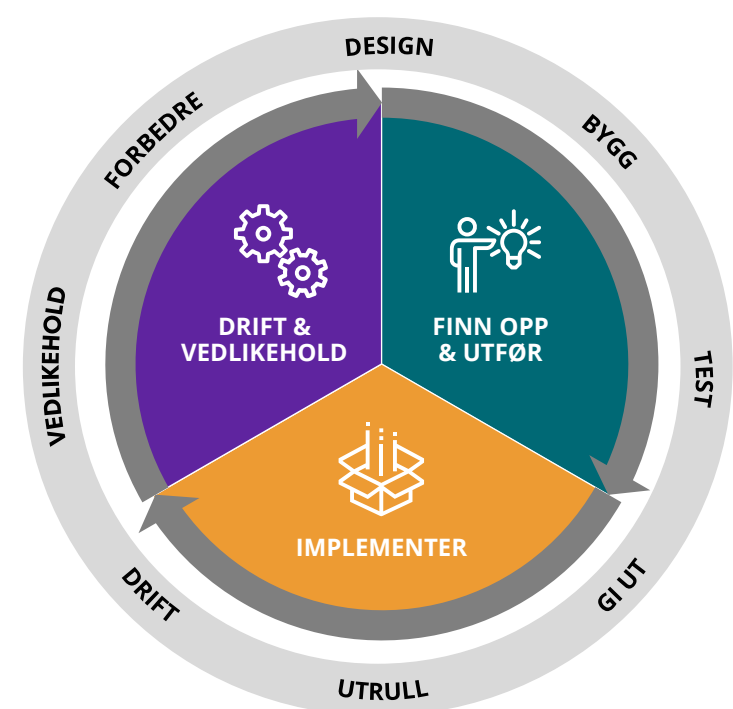 DESIGN
BYGG
TEST
GI UT
UTRULL
DRIFT
VEDLIKEHOLD
FORBEDRE
DRIFT &
VEDLIKEHOLD
FINN OPP
& UTFØR
IMPLEMENTER